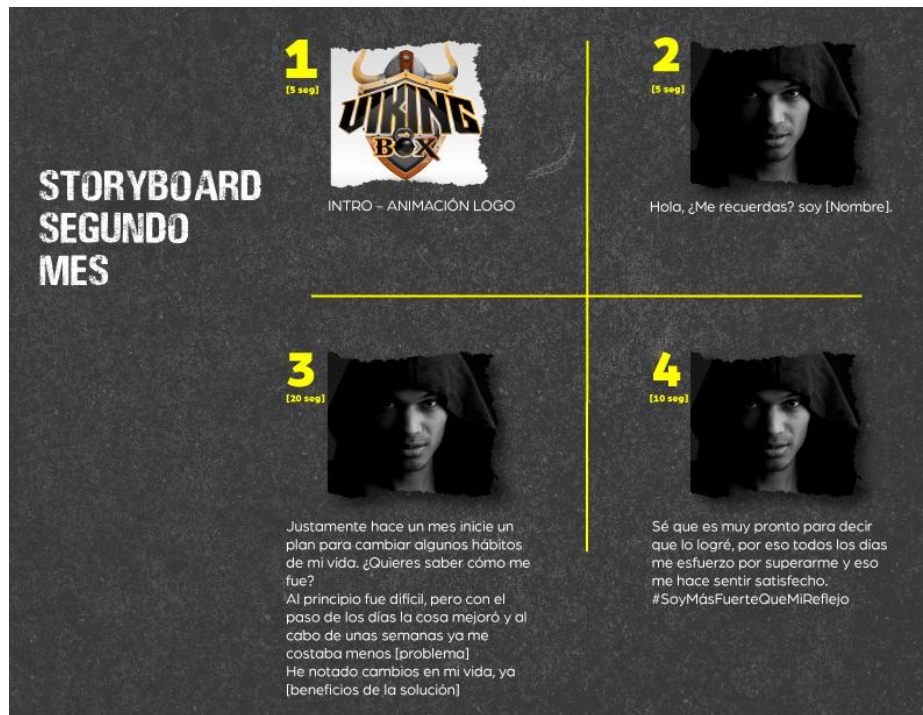 STORYBOARD
SEGUNDO
MES
1
[5 seg]
VIKING
BOX
INTRO - ANIMACIÓN LOGO
2
[5 seg]
Hola, ¿Me recuerdas? soy [Nombre].
3
[20 seg]
Justamente hace un mes inicie un
plan para cambiar algunos hábitos
de mi vida. ¿Quieres saber cómo me
fue?
Al principio fue difícil, pero con el
paso de los días la cosa mejoró y al
cabo de unas semanas ya me
costaba menos [problema]
He notado cambios en mi vida, ya
[beneficios de la solución]
4
[10 seg]
Sé que es muy pronto para decir
que lo logré, por eso todos los días
me esfuerzo por superarme y eso
me hace sentir satisfecho.
#SoyMásFuerteQueMiReflejo